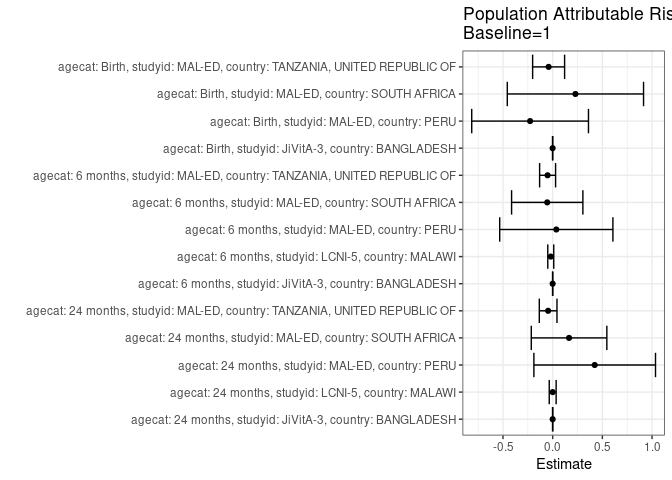 Population Attributable Ris
Baseline=1
agecat: Birth, studyid: MAL-ED, country: TANZANIA, UNITED REPUBLIC OF
agecat: Birth, studyid: MAL-ED, country: SOUTH AFRICA
agecat: Birth, studyid: MAL-ED, country: PERU
agecat: Birth, studyid: JiVitA-3, country: BANGLADESH
agecat: 6 months, studyid: MAL-ED, country: TANZANIA, UNITED REPUBLIC OF
agecat: 6 months, studyid: MAL-ED, country: SOUTH AFRICA
agecat: 6 months, studyid: MAL-ED, country: PERU
agecat: 6 months, studyid: LCNI-5, country: MALAWI
agecat: 6 months, studyid: JiVitA-3, country: BANGLADESH
agecat: 24 months, studyid: MAL-ED, country: TANZANIA, UNITED REPUBLIC OF
agecat: 24 months, studyid: MAL-ED, country: SOUTH AFRICA
agecat: 24 months, studyid: MAL-ED, country: PERU
agecat: 24 months, studyid: LCNI-5, country: MALAWI
agecat: 24 months, studyid: JiVitA-3, country: BANGLADESH
-0.5 0.0 0.5 1.0
Estimate